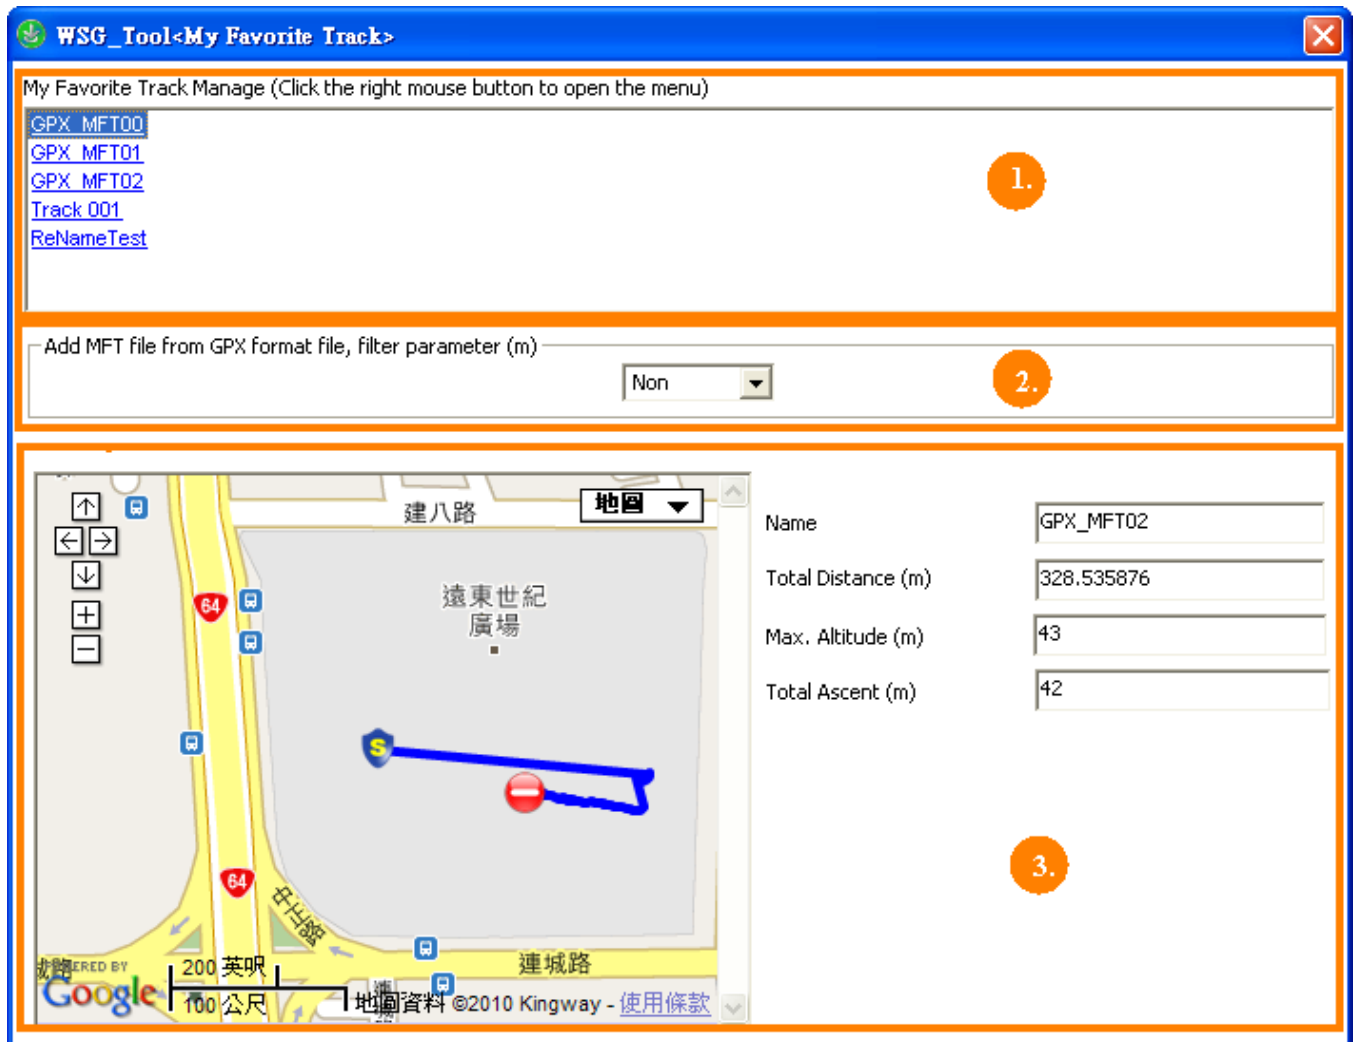 WSG_Tool<My Favorite Track>
My Favorite Track Manage (Click the right mouse button to open the menu)
GPX_MFT00
GPX_MFT01
GPX_MFT02
Track 001
ReNameTest
1.
Add MFT file from GPX format file, filter parameter (m)
Non
2.
建八路
地圖
遠東世紀
廣場
64
64
中正路
連城路
城路
POWERED BY
Google
200 英呎
100 公尺
地圖資料 ©2010 Kingway - 使用條款
S
Name
GPX_MFT02
Total Distance (m)
328.535876
Max. Altitude (m)
43
Total Ascent (m)
42
3.